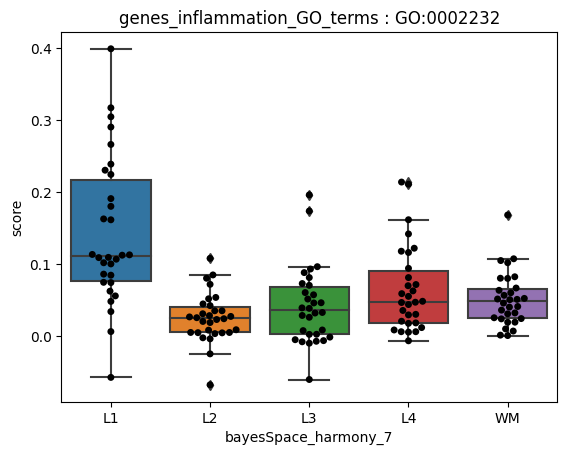 genes_inflammation_GO_terms : GO:0002232
0.4
0.3
0.2
0.1
0.0
score
L1 L2 L3 L4 WM
bayesSpace_harmony_7